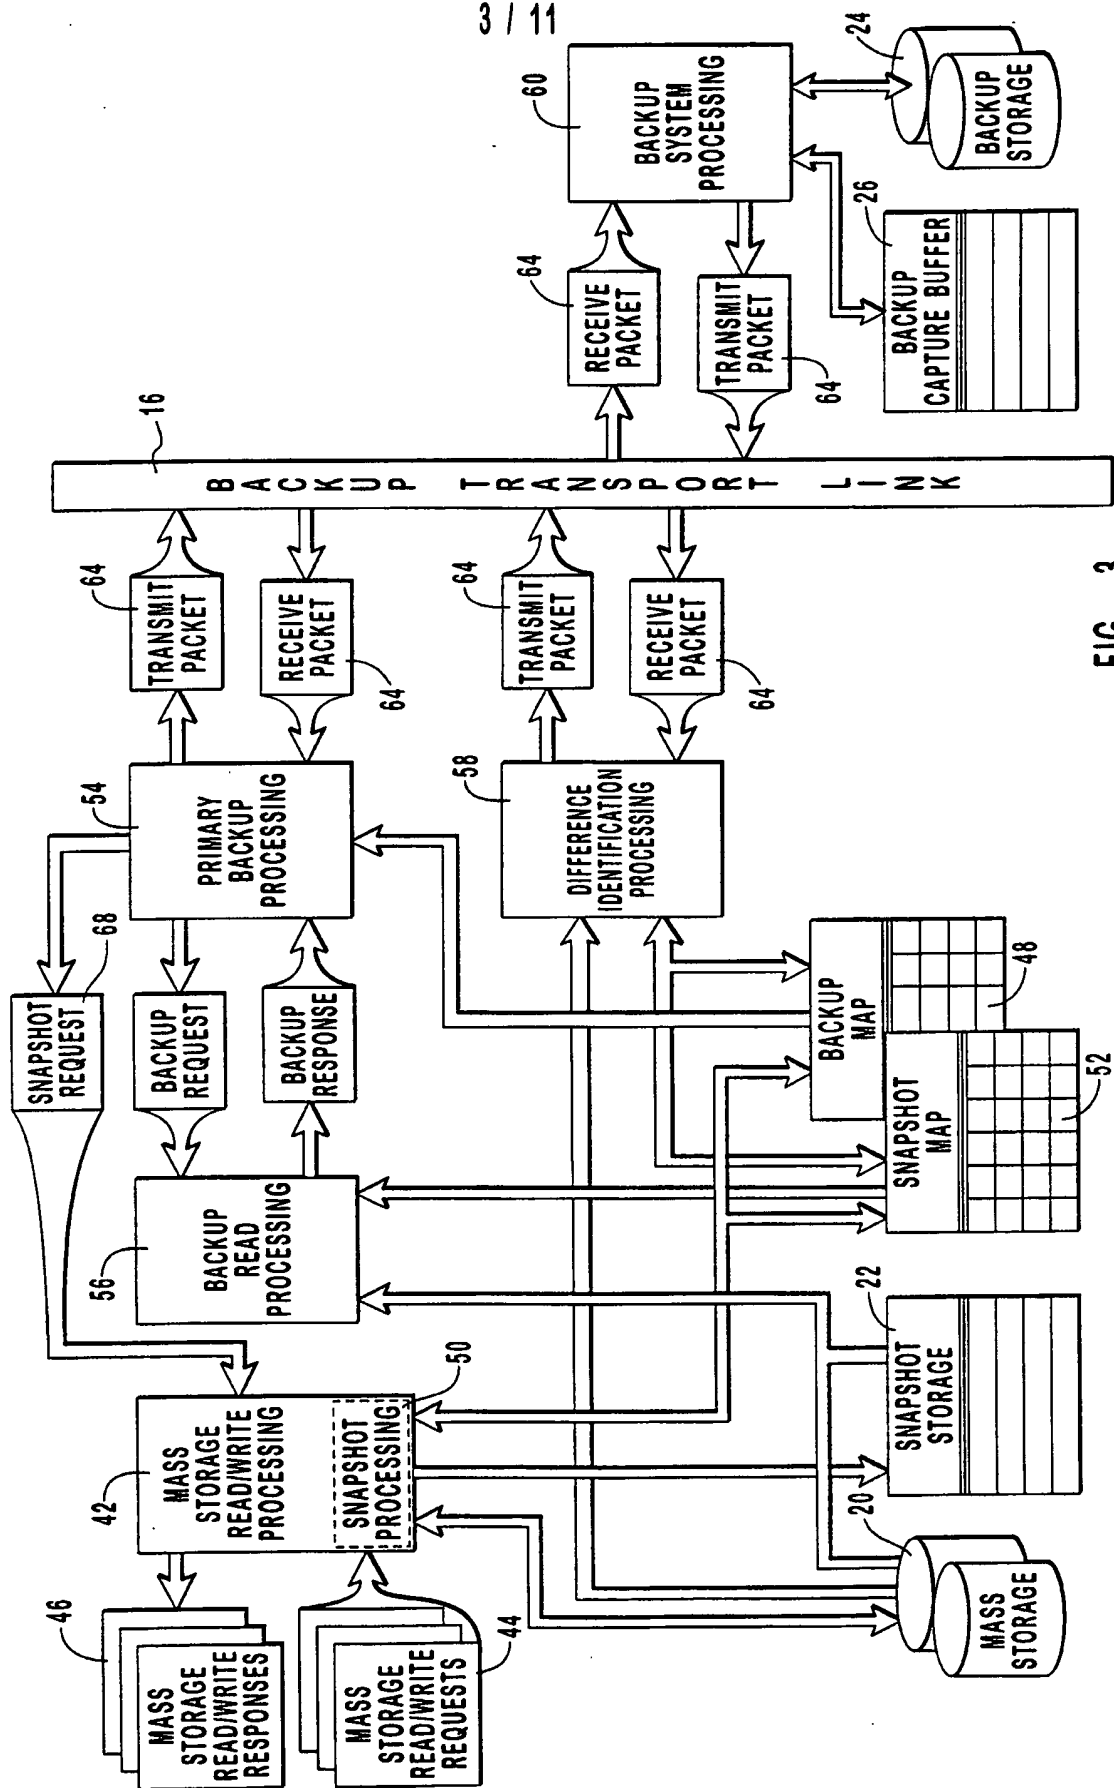 3 / 11
46
MASS
STORAGE
READ/WRITE
RESPONSES
MASS
STORAGE
READ/WRITE
REQUESTS
44
42
MASS
STORAGE
READ/WRITE
PROCESSING
SNAPSHOT
PROCESSING
50
SNAPSHOT
REQUEST
68
56
BACKUP
READ
PROCESSING
BACKUP
REQUEST
BACKUP
RESPONSE
54
PRIMARY
BACKUP
PROCESSING
64
TRANSMIT
PACKET
RECEIVE
PACKET
64
58
DIFFERENCE
IDENTIFICATION
PROCESSING
64
TRANSMIT
PACKET
RECEIVE
PACKET
64
16
BACKUP TRANSPORT LINK
64
RECEIVE
PACKET
TRANSMIT
PACKET
64
60
BACKUP
SYSTEM
PROCESSING
20
MASS
STORAGE
22
SNAPSHOT
STORAGE
SNAPSHOT
MAP
52
BACKUP
MAP
48
26
BACKUP
CAPTURE BUFFER
24
BACKUP
STORAGE
FIG. 3